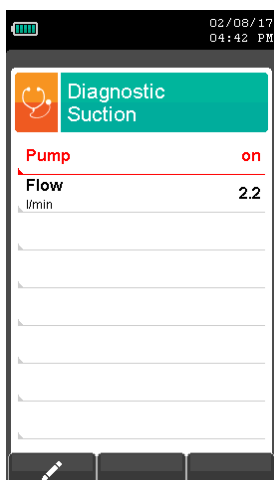 02/08/17
04:42 PM
Diagnostic
Suction
Pump on
Flow 2.2
l/min